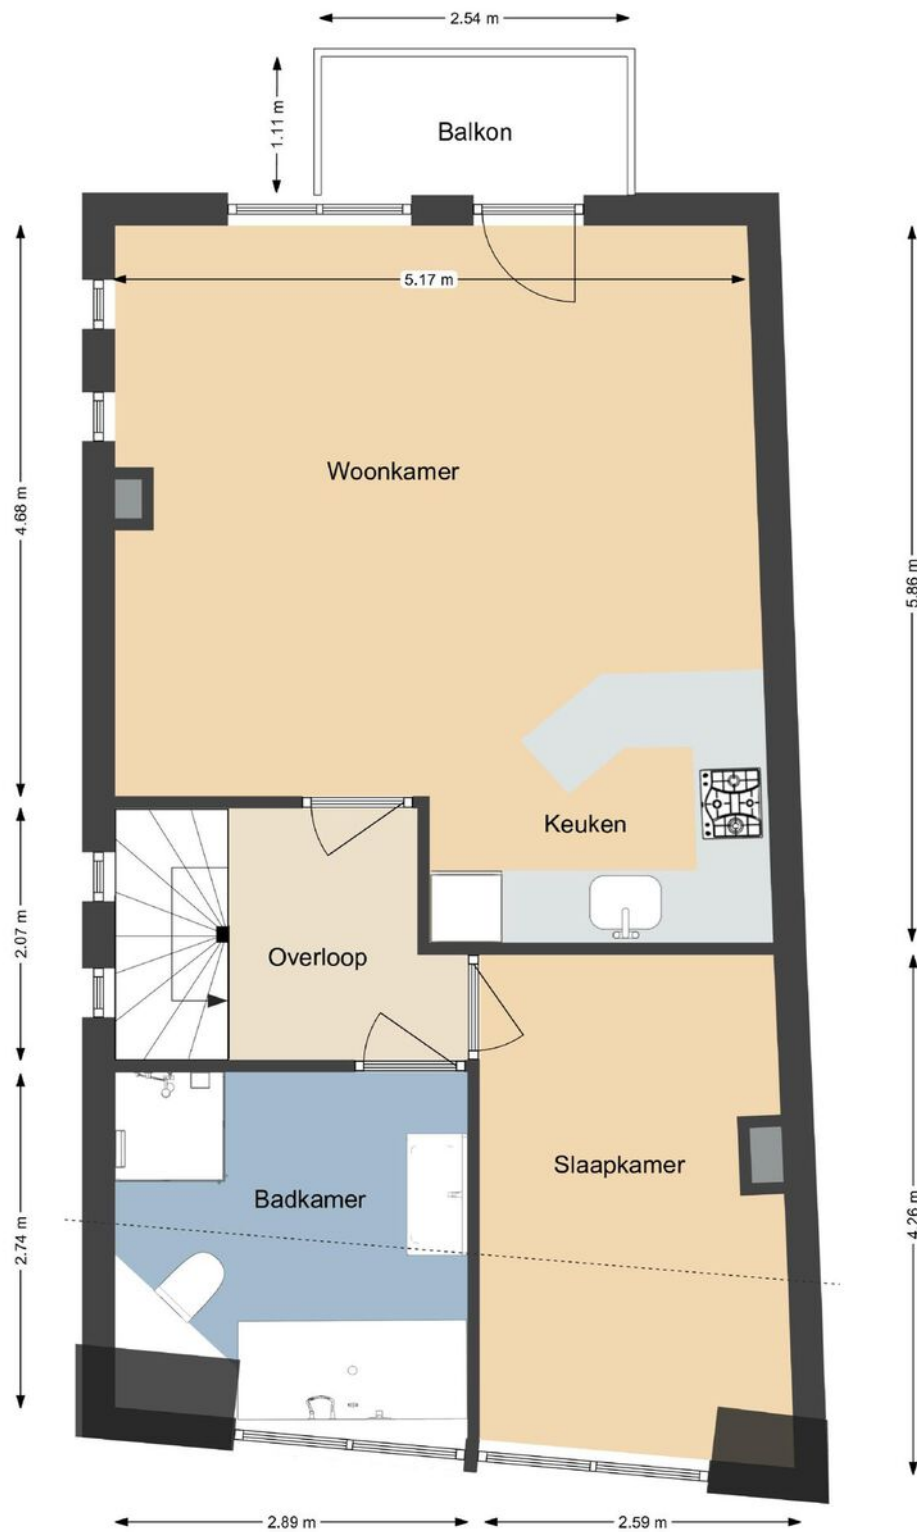 2.54 m
1.11 m
Balkon
5.17 m
Woonkamer
4.68 m
5.86 m
Keuken
2.07 m
Overloop
Slaapkamer
Badkamer
2.74 m
4.26 m
2.89 m
2.59 m